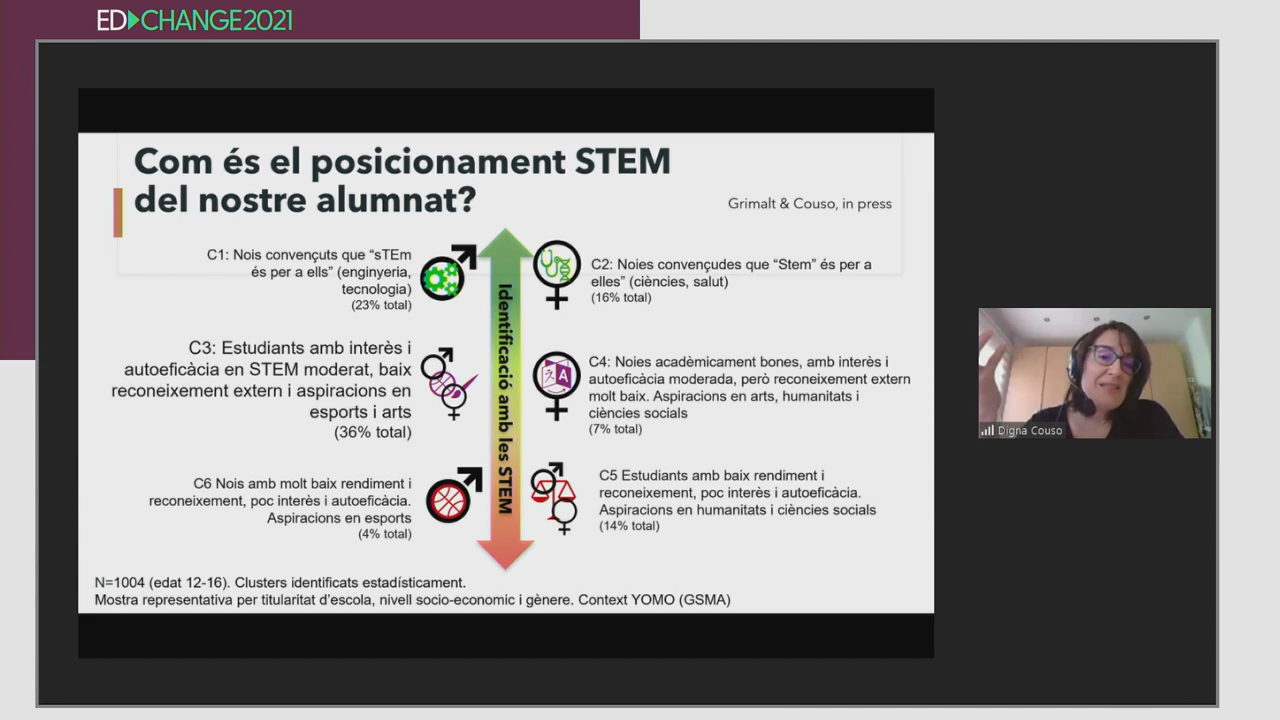 ED▶CHANGE2021
Com és el posicionament STEM
del nostre alumnat?
Grimalt & Couso, in press
C1: Nois convençuts que “sTEm
és per a ells” (enginyeria,
tecnologia)
(23% total)
C2: Noies convençudes que “Stem” és per a
elles” (ciències, salut)
(16% total)
C3: Estudiants amb interès i
autoeficàcia en STEM moderat, baix
reconeixement extern i aspiracions en
esports i arts
(36% total)
C4: Noies acadèmicament bones, amb interès i
autoeficàcia moderada, però reconeixement extern
molt baix. Aspiracions en arts, humanitats i
ciències socials
(7% total)
C6 Nois amb molt baix rendiment i
reconeixement, poc interès i autoeficàcia.
Aspiracions en esports
(4% total)
C5 Estudiants amb baix rendiment i
reconeixement, poc interès i autoeficàcia.
Aspiracions en humanitats i ciències socials
(14% total)
Identificació amb les STEM
A
N=1004 (edat 12-16). Clusters identificats estadísticament.
Mostra representativa per titularitat d’escola, nivell socio-economic i gènere. Context YOMO (GSMA)
Digna Couso